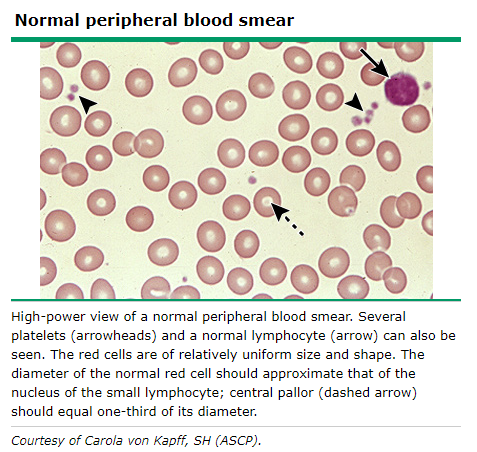 Normal peripheral blood smear
High-power view of a normal peripheral blood smear. Several
platelets (arrowheads) and a normal lymphocyte (arrow) can also be
seen. The red cells are of relatively uniform size and shape. The
diameter of the normal red cell should approximate that of the
nucleus of the small lymphocyte; central pallor (dashed arrow)
should equal one-third of its diameter.
Courtesy of Carola von Kapff, SH (ASCP).